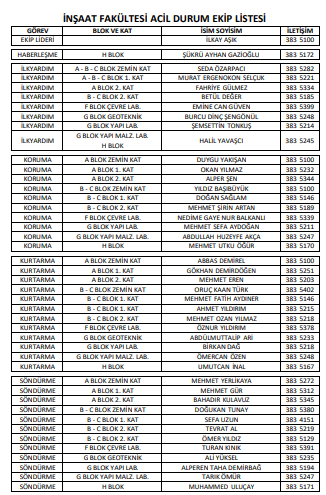 İNŞAAT FAKÜLTESİ ACİL DURUM EKİP LİSTESİ
GÖREV BLOK VE KAT İSİM SOYİSİM İLETİŞİM
EKİP LİDERİ İLKAY AŞIK 383 5100
HABERLEŞME H BLOK ŞÜKRÜ AYHAN GAZİOĞLU 383 5172
İLKYARDIM A - B - C BLOK ZEMİN KAT SEDA ÖZARPACI 383 5282
İLKYARDIM A - B - C BLOK 1. KAT MURAT ERGENOKON SELÇUK 383 5221
İLKYARDIM A BLOK 2. KAT FAHRİYE GÜLMEZ 383 5334
İLKYARDIM B - C BLOK 2. KAT BETÜL DEĞER 383 5185
İLKYARDIM F BLOK ÇEVRE LAB. EMİNE CAN GÜVEN 383 5399
İLKYARDIM G BLOK GEOTEKNİK BURCU DİNÇ ŞENGÖNÜL 383 5248
İLKYARDIM G BLOK YAPI LAB. ŞEMSETTİN TONKUŞ 383 5214
İLKYARDIM G BLOK YAPI MALZ. LAB. H BLOK HALİL YAVAŞCI 383 5245
KORUMA A BLOK ZEMİN KAT DUYGU YAKIŞAN 383 5100
KORUMA A BLOK 1. KAT OKAN YILMAZ 383 5232
KORUMA A BLOK 2. KAT ALPER ŞEN 383 5344
KORUMA B - C BLOK ZEMİN KAT YILDIZ BAŞIBÜYÜK 383 5100
KORUMA B - C BLOK 1. KAT DOĞAN SAĞLAM 383 5146
KORUMA B - C BLOK 2. KAT MEHMET ŞİRİN ARTAN 383 5189
KORUMA F BLOK ÇEVRE LAB. NEDİME GAYE NUR BALKANLI 383 5339
KORUMA G BLOK GEOTEKNİK MEHMET SEFA AYDOĞAN 383 5211
KORUMA G BLOK YAPI MALZ. LAB. ABDULLAH HUZEYFE AKÇA 383 5247
KORUMA H BLOK MEHMET UTKU ÖĞÜR 383 5170
KURTARMA A BLOK ZEMİN KAT ABBAS DEMİREL 383 5100
KURTARMA A BLOK 1. KAT GÖKHAN DEMİRDÖĞEN 383 5251
KURTARMA A BLOK 2. KAT MEHMET EREN 383 5203
KURTARMA B - C BLOK ZEMİN KAT ORUÇ KAAN TÜRK 383 5402
KURTARMA B - C BLOK 1. KAT MEHMET FATİH AYDINER 383 5146
KURTARMA B - C BLOK 1. KAT AHMET YILDIRIM 383 5215
KURTARMA B - C BLOK 2. KAT MEHMET OZAN YILMAZ 383 5218
KURTARMA F BLOK ÇEVRE LAB. ÖZNUR YILDIRIM 383 5378
KURTARMA G BLOK GEOTEKNİK ABDÜLMUTTALİP ARI 383 5233
KURTARMA G BLOK YAPI LAB. BİRKAN DAĞ 383 5218
KURTARMA G BLOK YAPI MALZ. LAB. ÖMERCAN ÖZEN 383 5248
KURTARMA H BLOK UMUTCAN İNAL 383 5167
SÖNDÜRME A BLOK ZEMİN KAT MEHMET YERLİKAYA 383 5272
SÖNDÜRME A BLOK 1. KAT MEHMET GÜR 383 5312
SÖNDÜRME A BLOK 2. KAT BAHADIR KULAVUZ 383 5345
SÖNDÜRME B - C BLOK ZEMİN KAT DOĞUKAN TUNAY 383 5380
SÖNDÜRME B - C BLOK 1. KAT SEFA UZUN 383 4151
SÖNDÜRME B - C BLOK 2. KAT TEVRAT AL 383 5219
SÖNDÜRME B - C BLOK 2. KAT ÖMER YILDIZ 383 5129
SÖNDÜRME F BLOK ÇEVRE LAB. TURAN KINIK 383 5391
SÖNDÜRME G BLOK GEOTEKNİK ALİ YÜKSEL 383 5235
SÖNDÜRME G BLOK YAPI LAB. ALPEREN TAHA DEMİRBAĞ 383 5194
SÖNDÜRME G BLOK YAPI MALZ. LAB. TARIK ÖMÜR 383 5247
SÖNDÜRME H BLOK MUHAMMED ULUÇAY 383 5171